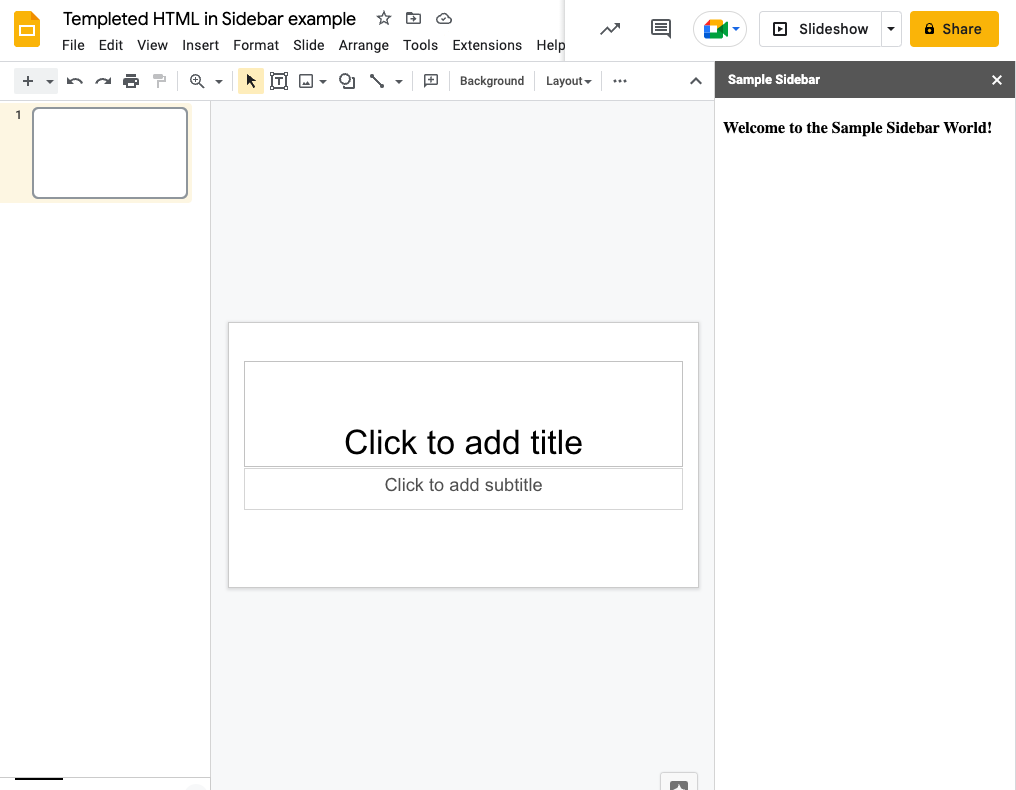 Templeted HTML in Sidebar example
File Edit View Insert Format Slide Arrange Tools Extensions Help
Slideshow
Share
Background
Layout
Sample Sidebar
1
Welcome to the Sample Sidebar World!
Click to add title
Click to add subtitle